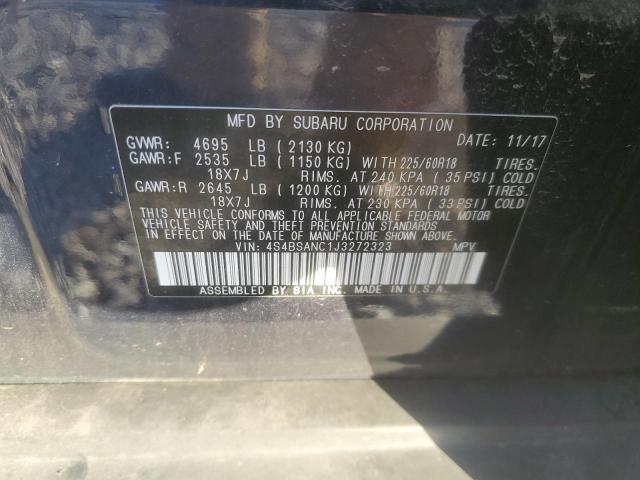 MFD BY SUBARU CORPORATION
GVWR: 4695 LB (2130 KG) DATE: 11/17
GAWR:F 2535 LB (1150 KG) WITH 225/60R18 TIRES.
18X7J RIMS. AT 240 KPA (35 PSI) COLD
GAWR:R 2645 LB (1200 KG) WITH 225/60R18 TIRES.
18X7J RIMS. AT 230 KPA (33 PSI) COLD
THIS VEHICLE CONFORMS TO ALL APPLICABLE FEDERAL MOTOR
VEHICLE SAFETY AND BUMPER STANDARDS IN EFFECT ON THE
DATE OF MANUFACTURE SHOWN ABOVE.
VIN: 4S4BSANC1J3272323 MPV
ASSEMBLED BY SIA INC. MADE IN U.S.A.